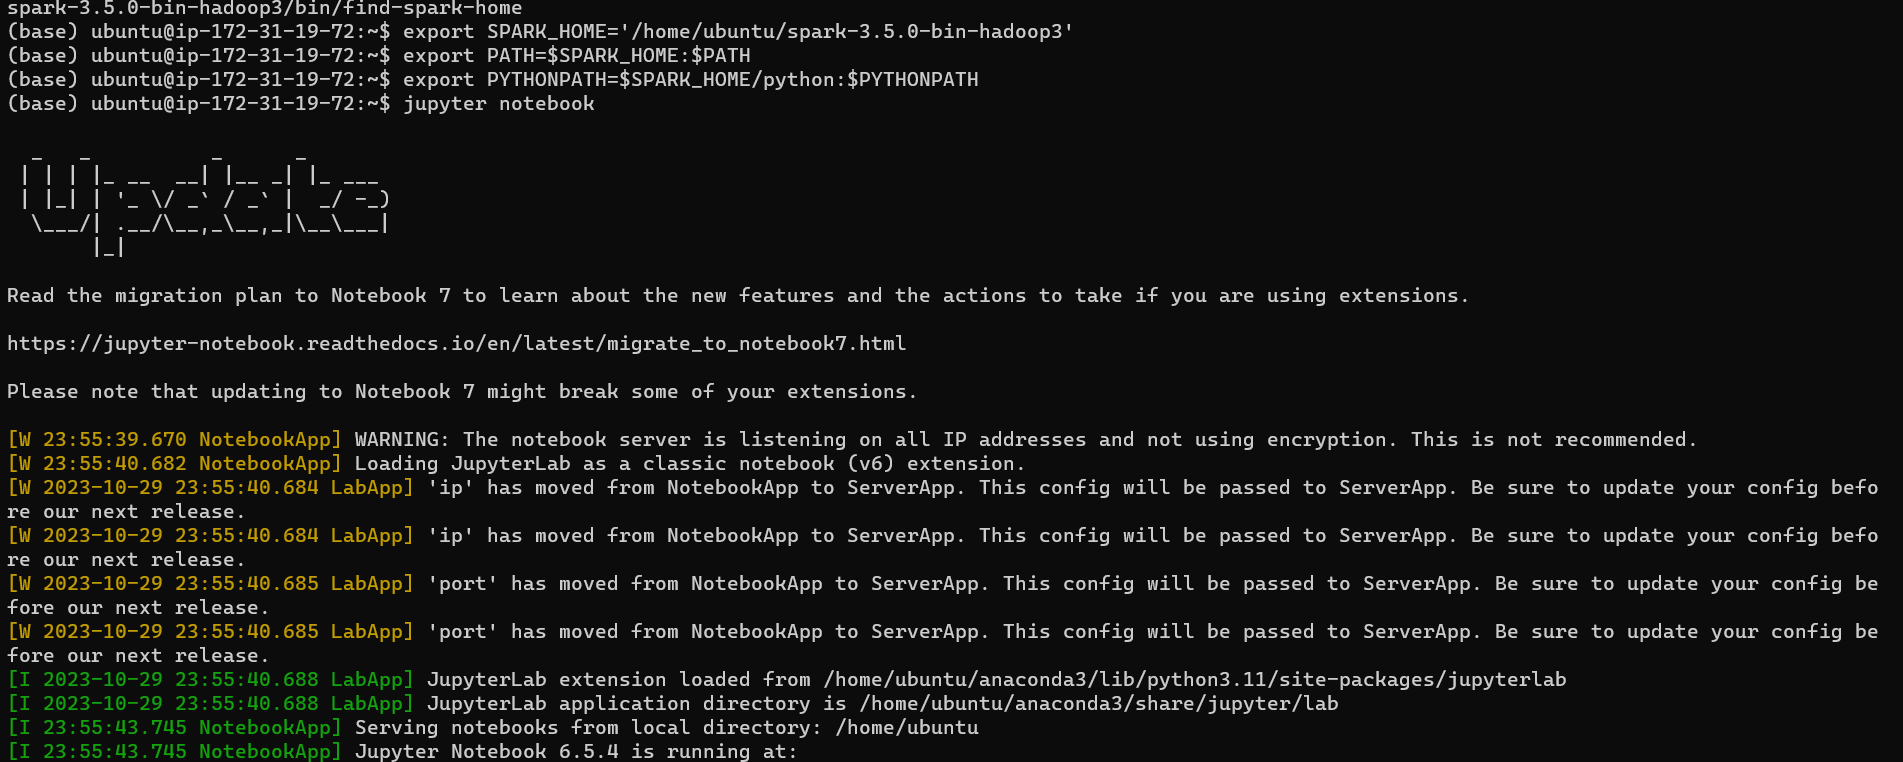 spark-3.5.0-bin-hadoop3/bin/find-spark-home
(base) ubuntu@ip-172-31-19-72:~$ export SPARK_HOME='/home/ubuntu/spark-3.5.0-bin-hadoop3'
(base) ubuntu@ip-172-31-19-72:~$ export PATH=$SPARK_HOME:$PATH
(base) ubuntu@ip-172-31-19-72:~$ export PYTHONPATH=$SPARK_HOME/python:$PYTHONPATH
(base) ubuntu@ip-172-31-19-72:~$ jupyter notebook
  _   _          _      _
 | | | |_ __  __| |__ _| |_ ___
 | |_| | '_ \/ _` / _` |  _/ -_)
  \___/| .__/\__,_\__,_|\__\___|
       |_|
Read the migration plan to Notebook 7 to learn about the new features and the actions to take if you are using extensions.
https://jupyter-notebook.readthedocs.io/en/latest/migrate_to_notebook7.html
Please note that updating to Notebook 7 might break some of your extensions.
[W 23:55:39.670 NotebookApp] WARNING: The notebook server is listening on all IP addresses and not using encryption. This is not recommended.
[W 23:55:40.682 NotebookApp] Loading JupyterLab as a classic notebook (v6) extension.
[W 2023-10-29 23:55:40.684 LabApp] 'ip' has moved from NotebookApp to ServerApp. This config will be passed to ServerApp. Be sure to update your config befo
re our next release.
[W 2023-10-29 23:55:40.684 LabApp] 'ip' has moved from NotebookApp to ServerApp. This config will be passed to ServerApp. Be sure to update your config befo
re our next release.
[W 2023-10-29 23:55:40.685 LabApp] 'port' has moved from NotebookApp to ServerApp. This config will be passed to ServerApp. Be sure to update your config be
fore our next release.
[W 2023-10-29 23:55:40.685 LabApp] 'port' has moved from NotebookApp to ServerApp. This config will be passed to ServerApp. Be sure to update your config be
fore our next release.
[I 2023-10-29 23:55:40.688 LabApp] JupyterLab extension loaded from /home/ubuntu/anaconda3/lib/python3.11/site-packages/jupyterlab
[I 2023-10-29 23:55:40.688 LabApp] JupyterLab application directory is /home/ubuntu/anaconda3/share/jupyter/lab
[I 23:55:43.745 NotebookApp] Serving notebooks from local directory: /home/ubuntu
[I 23:55:43.745 NotebookApp] Jupyter Notebook 6.5.4 is running at: